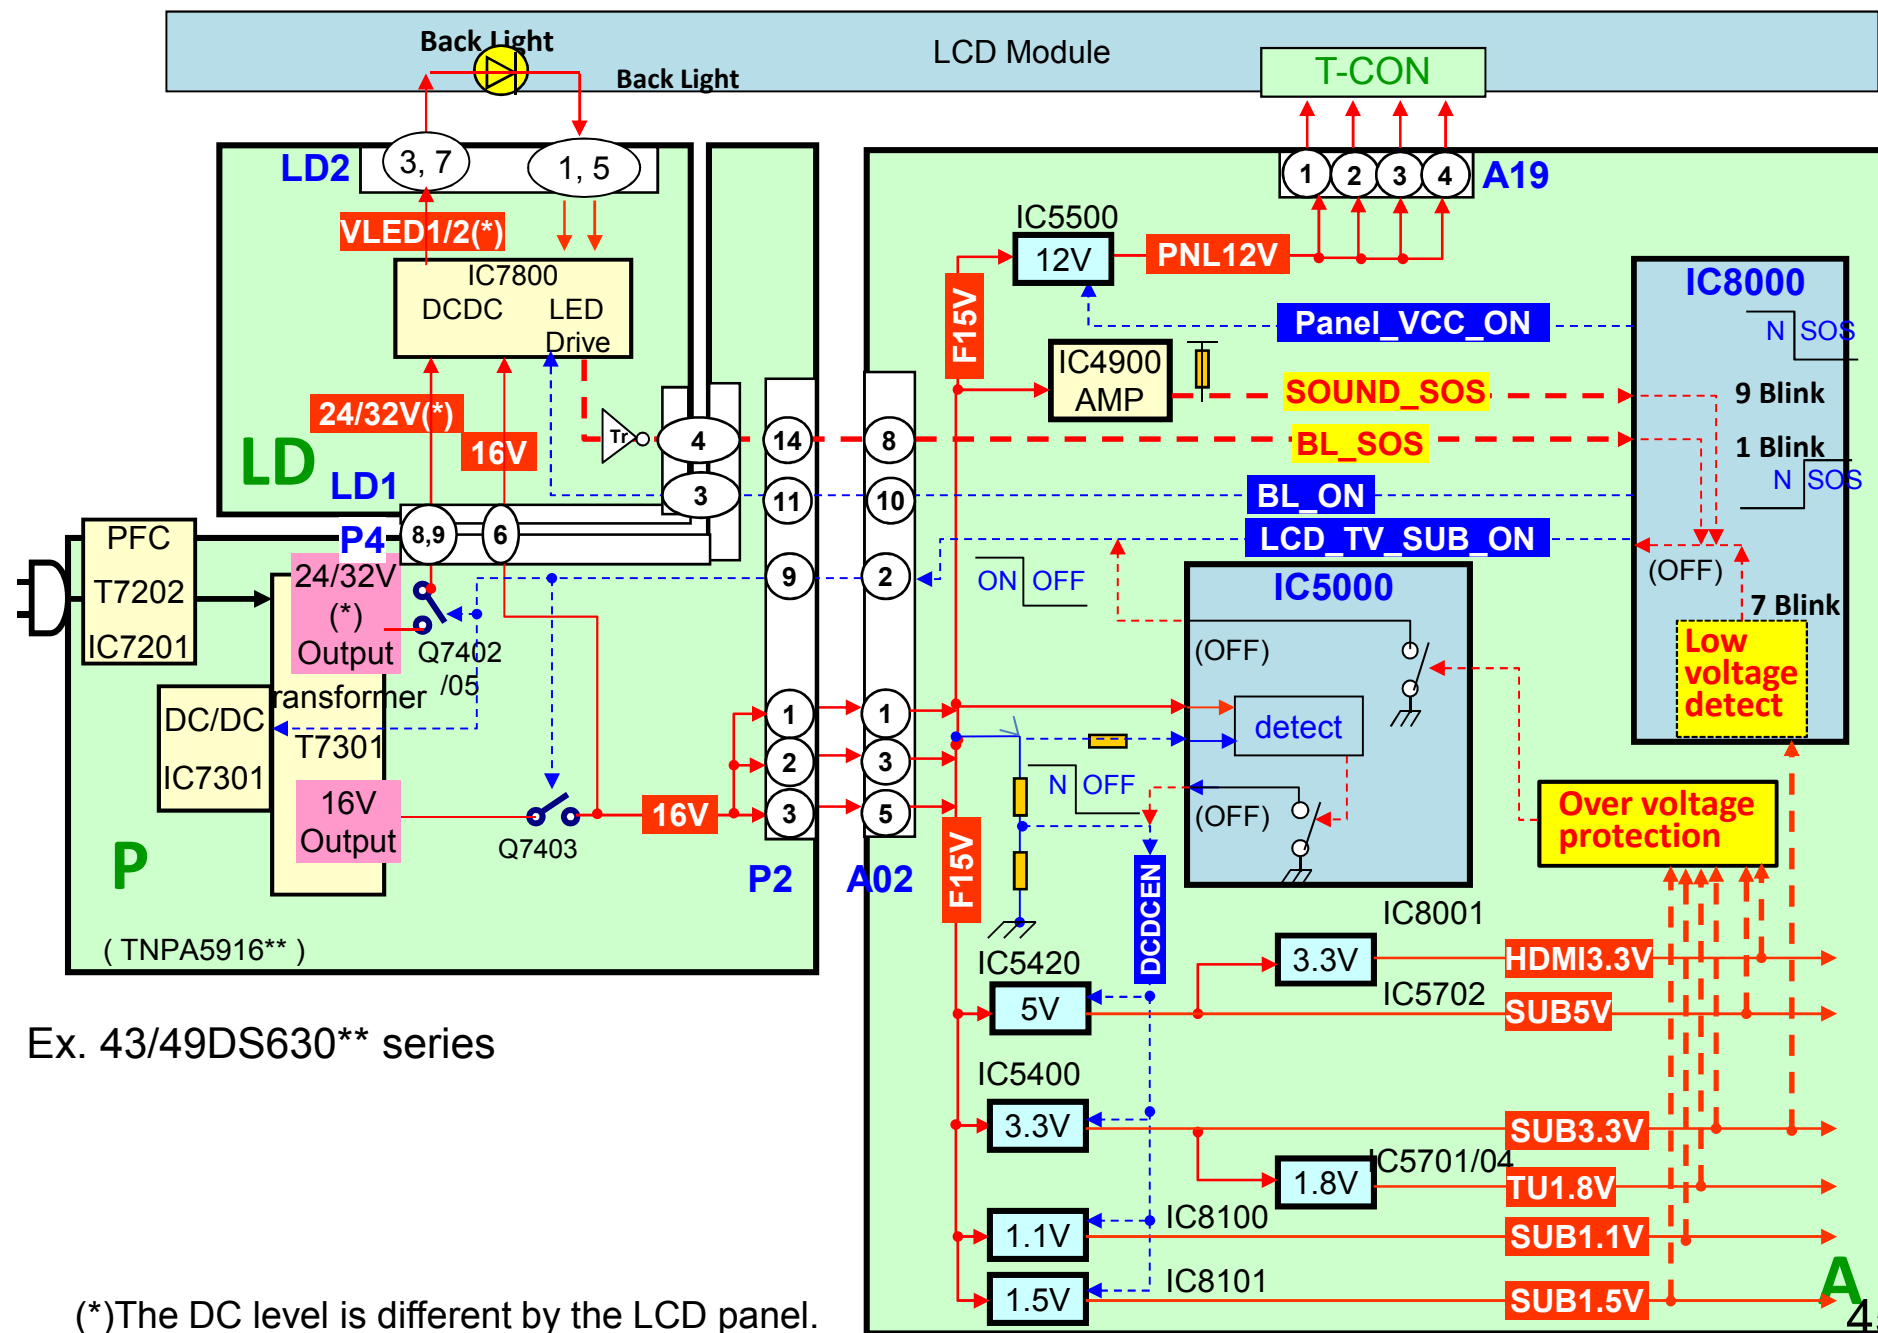 Back Light
LCD Module
Back Light
T-CON
LD2
3, 7
1, 5
1
2
3
4
A19
VLED1/2(*)
IC7800
DCDC
LED
Drive
IC5500
12V
PNL12V
IC8000
F15V
Panel_VCC_ON
N
SOS
24/32V(*)
16V
IC4900
AMP
SOUND_SOS
9 Blink
Tr
4
14
8
BL_SOS
1 Blink
LD
LD1
3
11
10
BL_ON
N
SOS
PFC
T7202
IC7201
P4
8,9
6
LCD_TV_SUB_ON
9
2
ON
OFF
IC5000
(OFF)
24/32V
(*)
Output
Q7402
/05
7 Blink
(OFF)
Low
voltage
detect
DC/DC
IC7301
ransformer
T7301
1
2
3
1
3
5
detect
16V
Output
Q7403
16V
N
OFF
(OFF)
Over voltage
protection
P
P2
A02
F15V
DCDCEN
IC8001
( TNPA5916** )
IC5420
5V
3.3V
HDMI3.3V
IC5702
SUB5V
Ex. 43/49DS630** series
IC5400
3.3V
SUB3.3V
IC5701/04
1.8V
TU1.8V
IC8100
1.1V
SUB1.1V
IC8101
1.5V
SUB1.5V
A
(*)The DC level is different by the LCD panel.